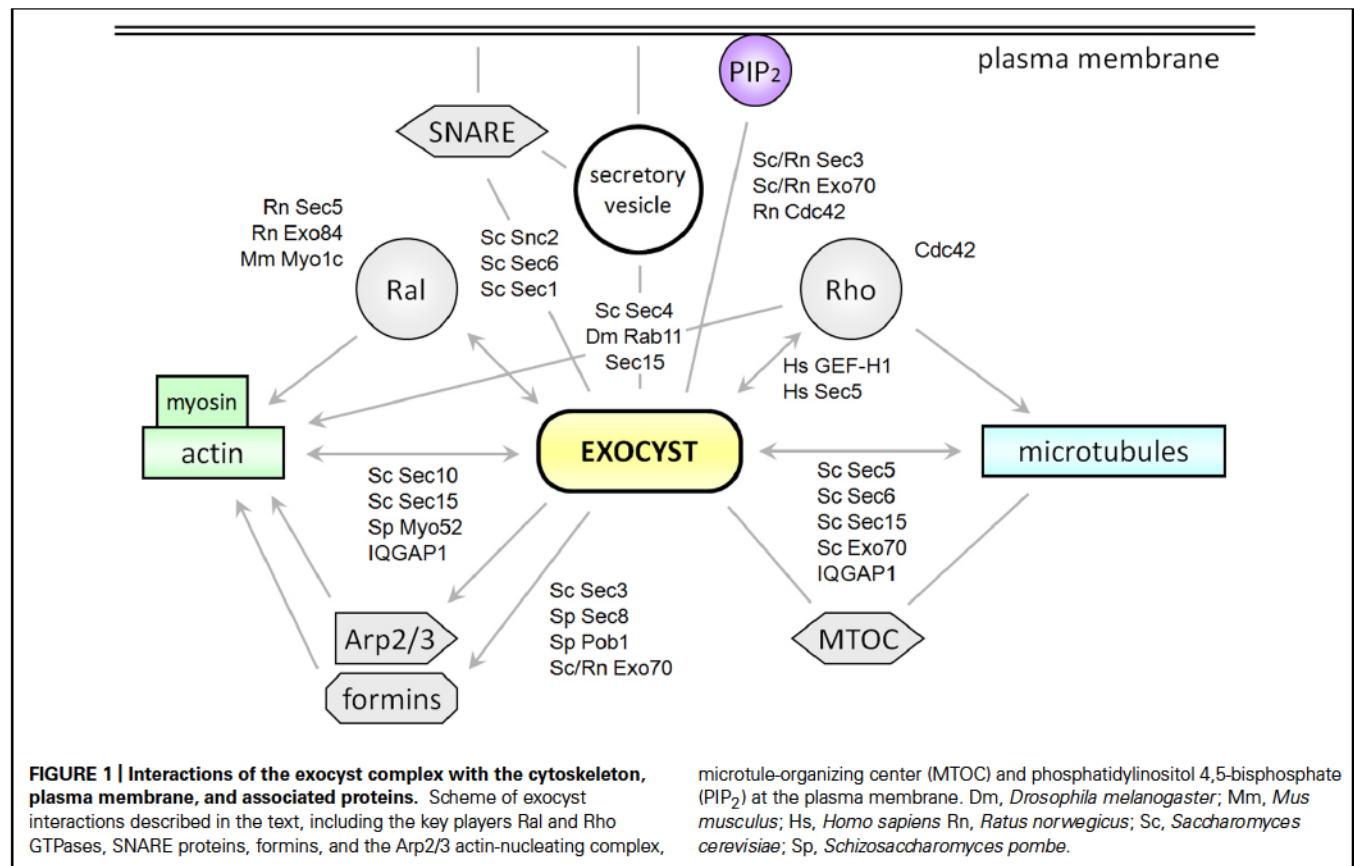 plasma membrane
PIP₂
SNARE
secretory
vesicle
Sc/Rn Sec3
Sc/Rn Exo70
Rn Cdc42
Rn Sec5
Rn Exo84
Mm Myo1c
Sc Snc2
Sc Sec6
Sc Sec1
Ral
Rho
Cdc42
Sc Sec4
Dm Rab11
Sec15
Hs GEF-H1
Hs Sec5
myosin
actin
EXOCYST
microtubules
Sc Sec10
Sc Sec15
Sp Myo52
IQGAP1
Sc Sec5
Sc Sec6
Sc Sec15
Sc Exo70
IQGAP1
Sc Sec3
Sp Sec8
Sp Pob1
Sc/Rn Exo70
Arp2/3
formins
MTOC
FIGURE 1 | Interactions of the exocyst complex with the cytoskeleton,
plasma membrane, and associated proteins. Scheme of exocyst
interactions described in the text, including the key players Ral and Rho
GTPases, SNARE proteins, formins, and the Arp2/3 actin-nucleating complex,
microtule-organizing center (MTOC) and phosphatidylinositol 4,5-bisphosphate
(PIP₂) at the plasma membrane. Dm, Drosophila melanogaster; Mm, Mus
musculus; Hs, Homo sapiens Rn, Ratus norwegicus; Sc, Saccharomyces
cerevisiae; Sp, Schizosaccharomyces pombe.